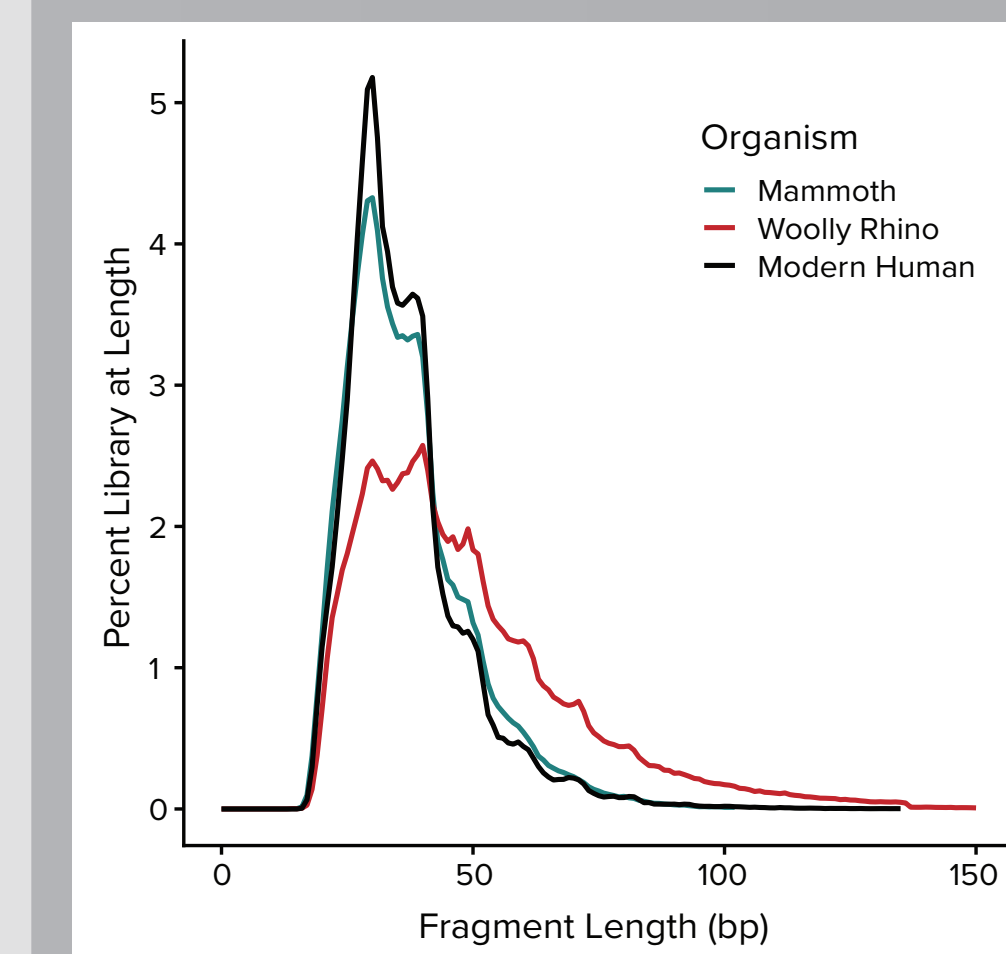 Organism
Mammoth
Woolly Rhino
Modern Human
Percent Library at Length
5
4
3
2
1
0
0 50 100 150
Fragment Length (bp)